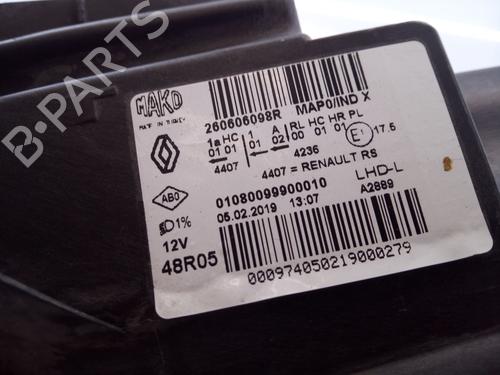 B-PARTS
MAKO
MADE IN TURKEY
260606098R MAP0/IND X
1a HC 1 A RL HC HR PL
01 01 01 02 00 01 01
E1 17.5
4407 4236
4407 = RENAULT RS
AB0
01080099900010 LHD-L
05.02.2019 13:07 A2889
1%
12V
48R05
000974050219000279